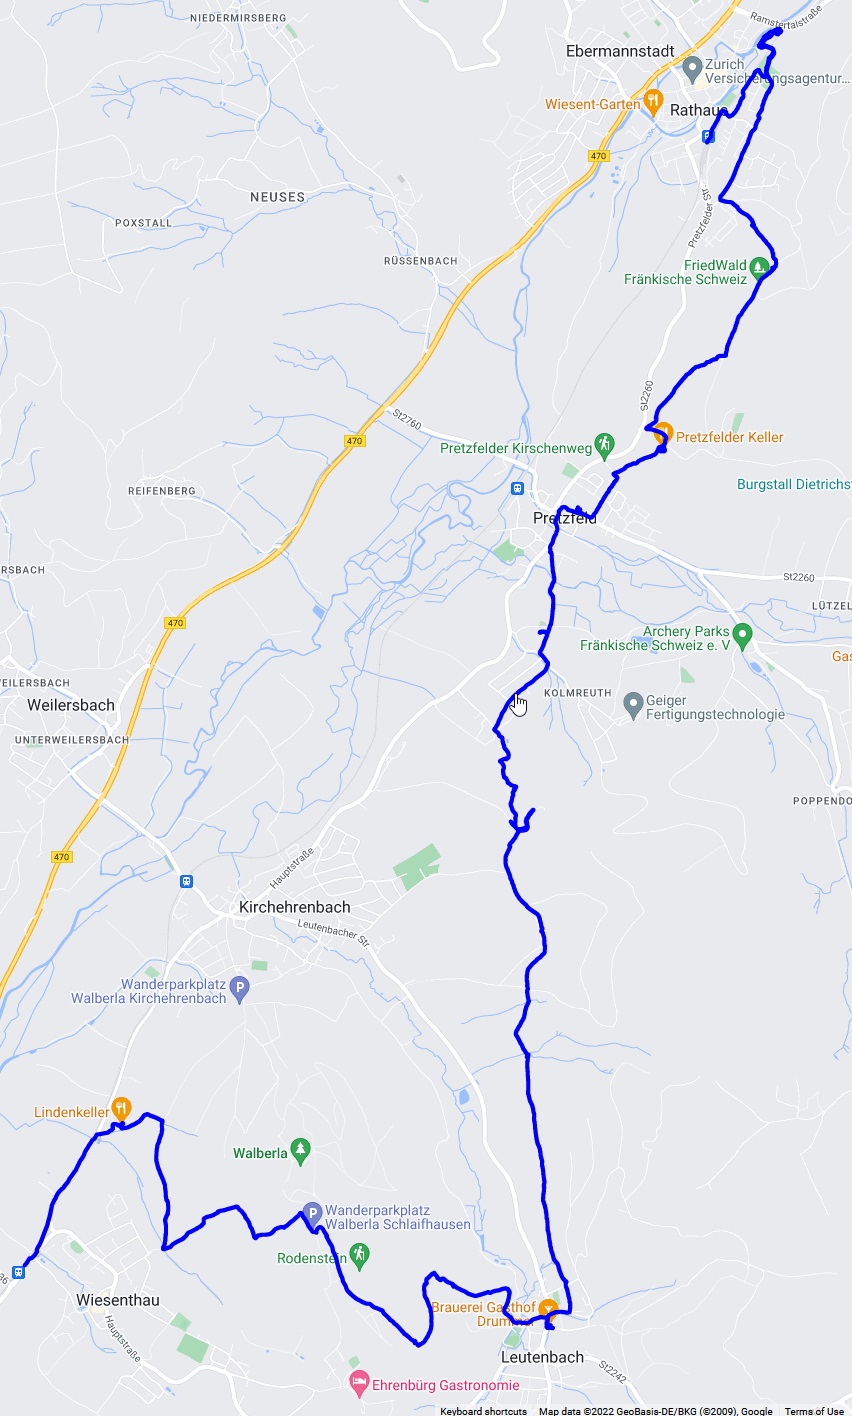 NIEDERMIRSBERG
Ramstertalstraße
Ebermannstadt
Zurich
Versicherungsagentur...
Wiesent-Garten
Rathaus
470
NEUSES
POXSTALL
Pretzfelder Str
RÜSSENBACH
FriedWald
Fränkische Schweiz
St2260
St2760
470
Pretzfelder Keller
Pretzfelder Kirschenweg
Burgstall Dietrichs
REIFENBERG
Pretzfeld
RSBACH
St2260
LÜTZEL
470
Archery Parks
Fränkische Schweiz e. V
Gas
EILERSBACH
KOLMREUTH
Geiger
Fertigungstechnologie
Weilersbach
UNTERWEILERSBACH
POPPENDO
470
Hauptstraße
Kirchehrenbach
Leutenbacher Str.
Wanderparkplatz
Walberla Kirchehrenbach
P
Lindenkeller
Walberla
P
Wanderparkplatz
Walberla Schlaifhausen
Rodenstein
Wiesenthau
Brauerei Gasthof
Drummer
Hauptstraße
Leutenbach
St2242
Ehrenbürg Gastronomie
Keyboard shortcuts Map data ©2022 GeoBasis-DE/BKG (©2009), Google Terms of Use